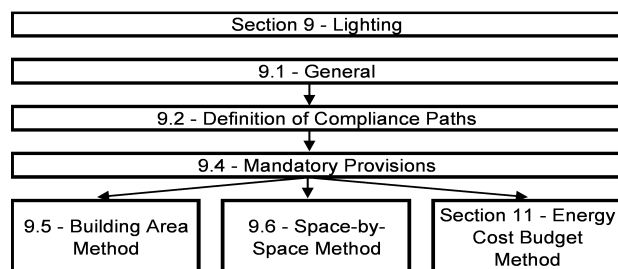 Section 9 - Lighting
9.1 - General
9.2 - Definition of Compliance Paths
9.4 - Mandatory Provisions
9.5 - Building Area
Method
9.6 - Space-by-
Space Method
Section 11 - Energy
Cost Budget
Method